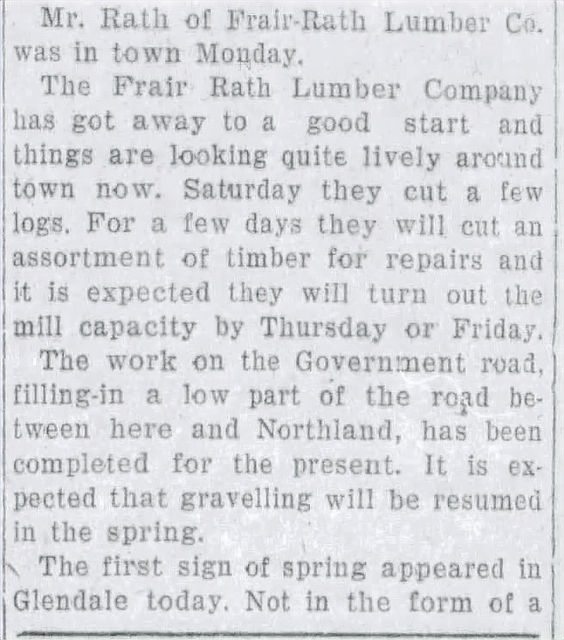 Mr. Rath of Frair-Rath Lumber Co.
was in town Monday.
The Frair Rath Lumber Company
has got away to a good start and
things are looking quite lively around
town now. Saturday they cut a few
logs. For a few days they will cut an
assortment of timber for repairs and
it is expected they will turn out the
mill capacity by Thursday or Friday.
The work on the Government road,
filling-in a low part of the road be-
tween here and Northland, has been
completed for the present. It is ex-
pected that gravelling will be resumed
in the spring.
The first sign of spring appeared in
Glendale today. Not in the form of a